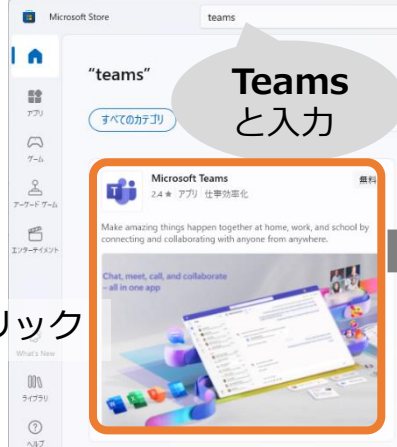 Microsoft Store
teams
"teams"
Teams
と入力
アプリ
すべてのカテゴリ
ゲーム
Microsoft Teams
無料
2.4★ アプリ 仕事効率化
アーケード ゲーム
Make amazing things happen together at home, work, and school by
connecting and collaborating with anyone from anywhere.
エンターテイメント
Chat, meet, call, and collaborate
– all in one app
リック
What's New
ライブラリ
ヘルプ